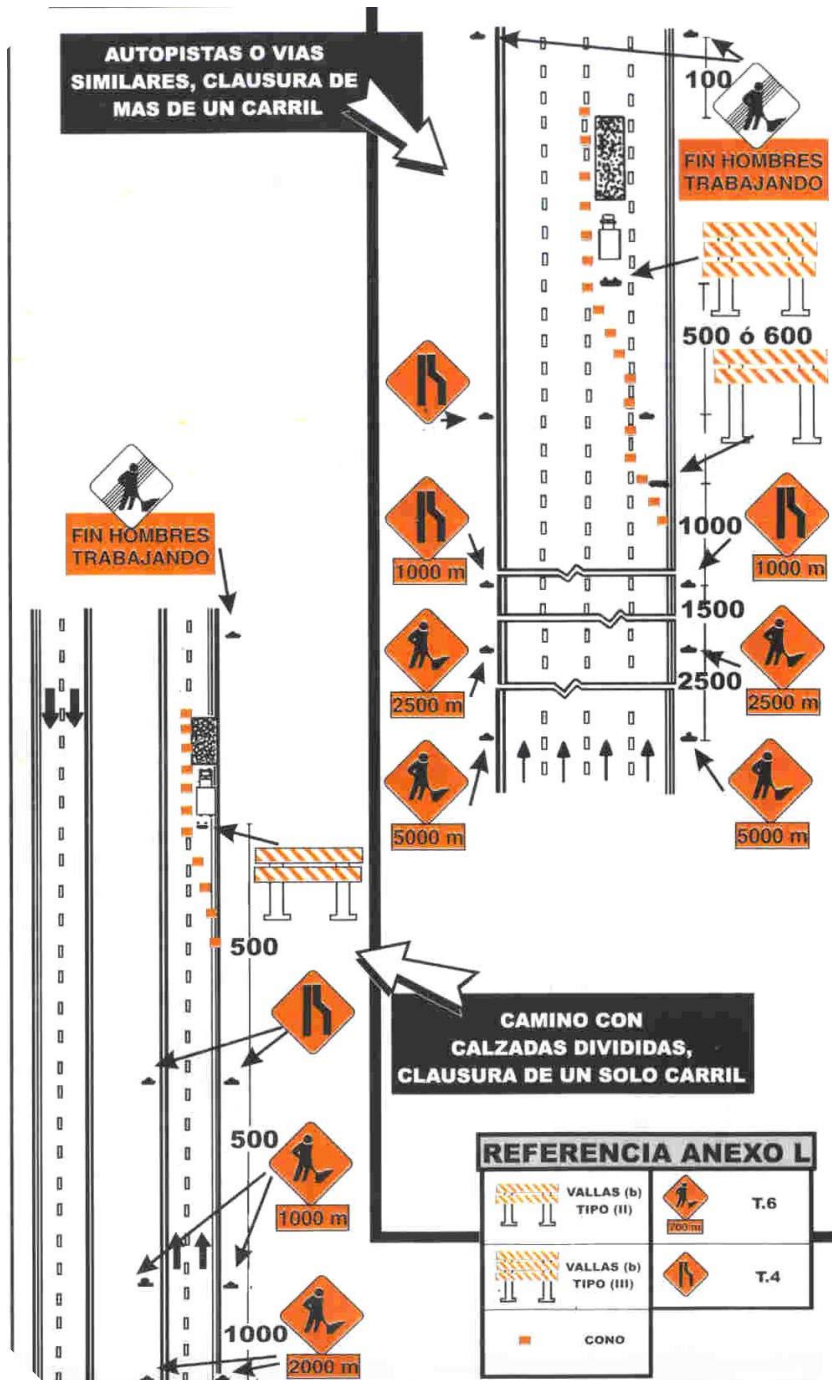 AUTOPISTAS O VIAS
SIMILARES, CLAUSURA DE
MAS DE UN CARRIL
100
FIN HOMBRES
TRABAJANDO
500 ó 600
1000
1000 m
1000 m
1500
2500 m
2500 m
2500
5000 m
5000 m
FIN HOMBRES
TRABAJANDO
500
500
1000 m
1000
2000 m
CAMINO CON
CALZADAS DIVIDIDAS,
CLAUSURA DE UN SOLO CARRIL
REFERENCIA ANEXO L
VALLAS (b)
TIPO (II)
700 m
T.6
VALLAS (b)
TIPO (III)
T.4
CONO